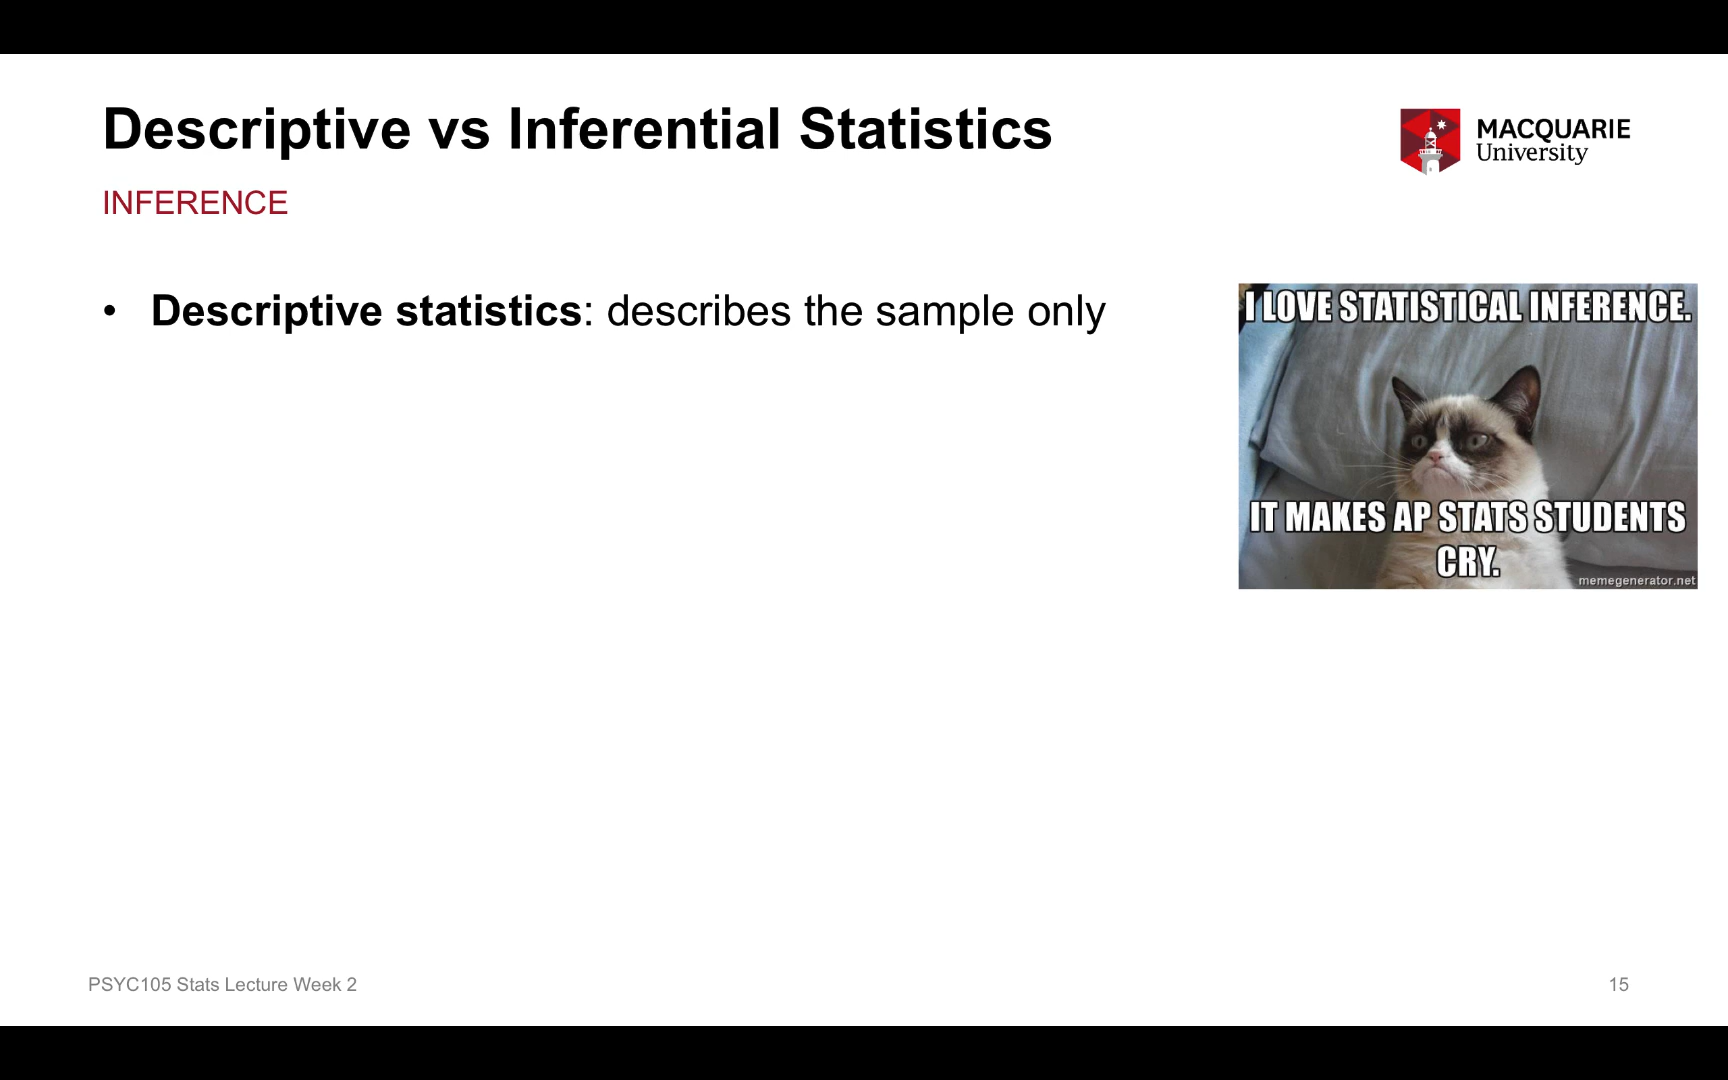 Descriptive vs Inferential Statistics
MACQUARIE
University
INFERENCE
• Descriptive statistics: describes the sample only
I LOVE STATISTICAL INFERENCE.
IT MAKES AP STATS STUDENTS
CRY.
memegenerator.net
PSYC105 Stats Lecture Week 2
15